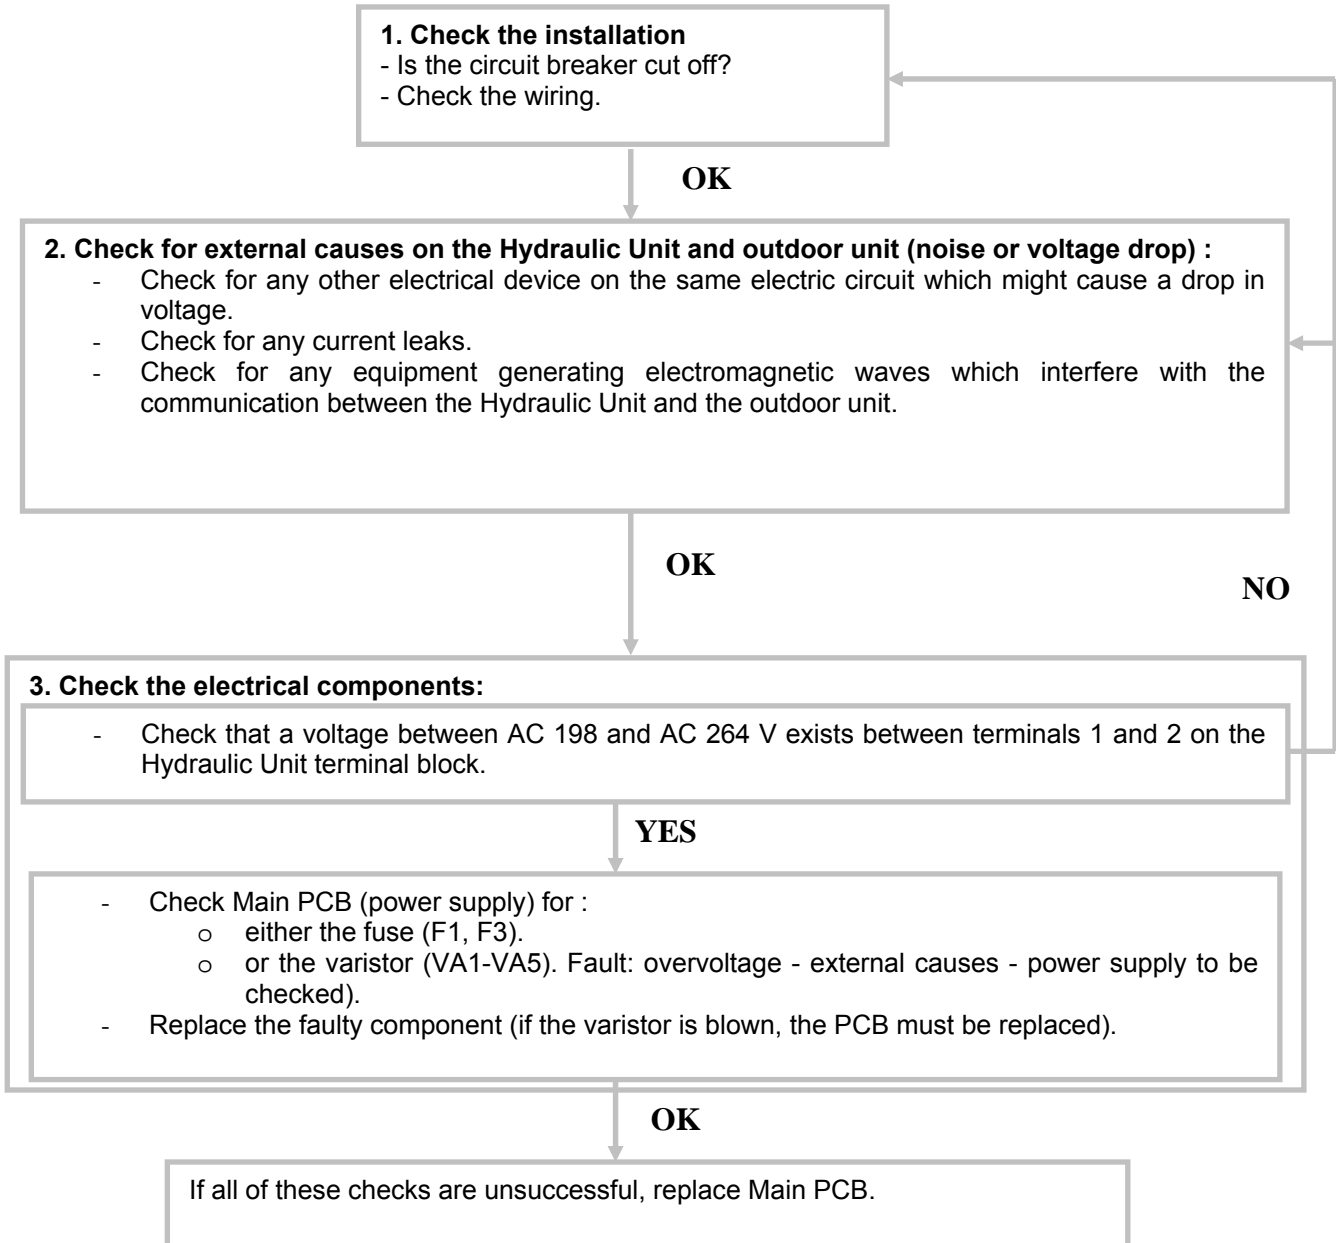 1. Check the installation
- Is the circuit breaker cut off?
- Check the wiring.
OK
2. Check for external causes on the Hydraulic Unit and outdoor unit (noise or voltage drop) :
- Check for any other electrical device on the same electric circuit which might cause a drop in
voltage.
- Check for any current leaks.
- Check for any equipment generating electromagnetic waves which interfere with the
communication between the Hydraulic Unit and the outdoor unit.
OK
NO
3. Check the electrical components:
- Check that a voltage between AC 198 and AC 264 V exists between terminals 1 and 2 on the
Hydraulic Unit terminal block.
YES
- Check Main PCB (power supply) for :
o either the fuse (F1, F3).
o or the varistor (VA1-VA5). Fault: overvoltage - external causes - power supply to be
checked).
- Replace the faulty component (if the varistor is blown, the PCB must be replaced).
OK
If all of these checks are unsuccessful, replace Main PCB.